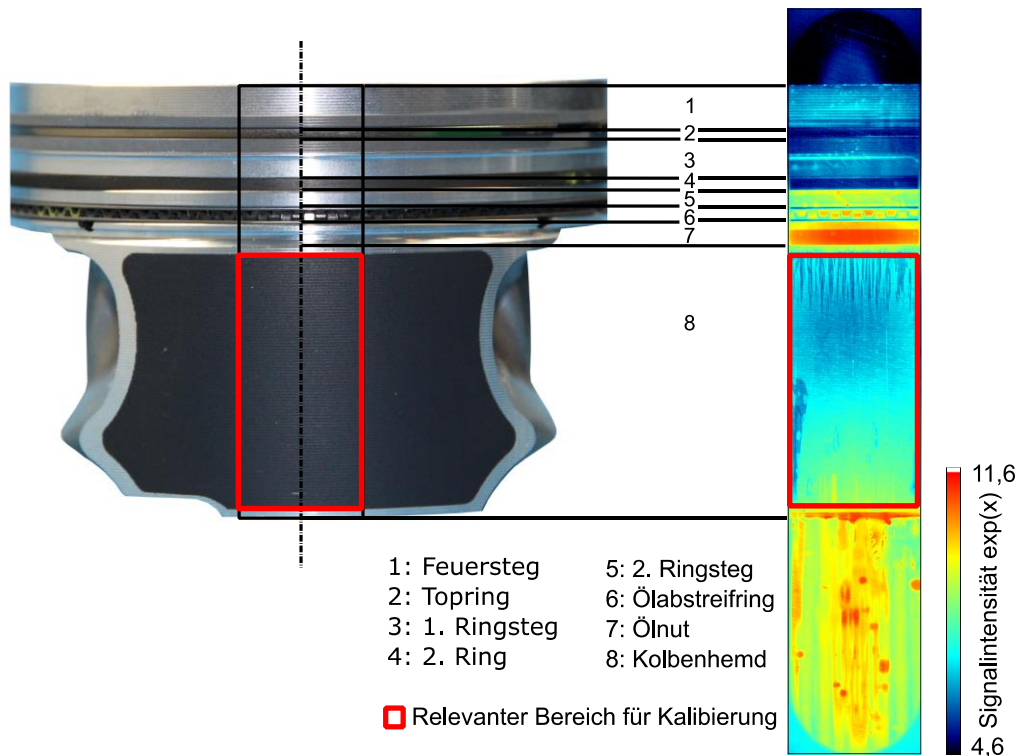 1
2
3
4
5
6
7
8
1: Feuersteg
2: Topring
3: 1. Ringsteg
4: 2. Ring
5: 2. Ringsteg
6: Ölabstreifring
7: Ölnut
8: Kolbenhemd
Relevanter Bereich für Kalibierung
11,6
Signalintensität exp(x)
4,6